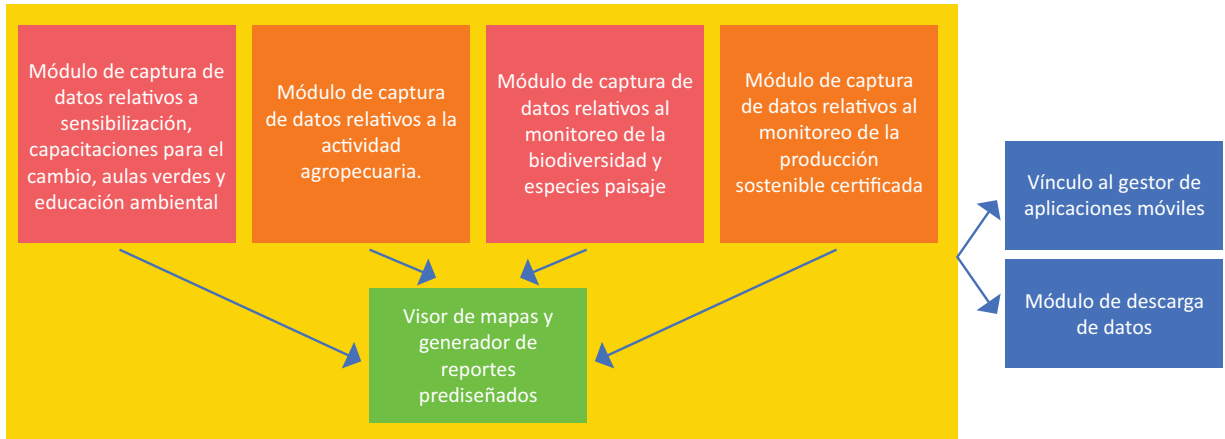 Módulo de captura de
datos relativos a
sensibilización,
capacitaciones para el
cambio, aulas verdes y
educación ambiental
Módulo de captura
de datos relativos a la
actividad
agropecuaria.
Módulo de captura de
datos relativos al
monitoreo de la
biodiversidad y
especies paisaje
Módulo de captura
de datos relativos al
monitoreo de la
producción
sostenible certificada
Visor de mapas y
generador de
reportes
prediseñados
Vínculo al gestor de
aplicaciones móviles
Módulo de descarga
de datos